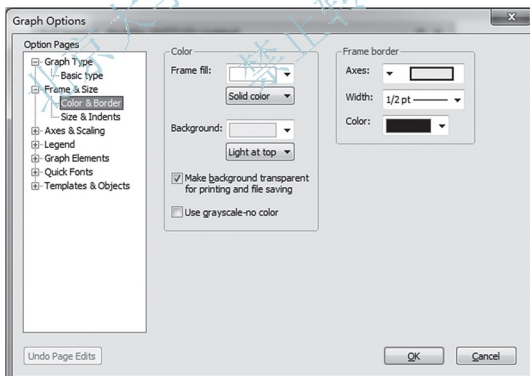 Graph Options
Option Pages
Graph Type
Basic type
Frame & Size
Color & Border
Size & Indents
Axes & Scaling
Legend
Graph Elements
Quick Fonts
Templates & Objects
Undo Page Edits
Color
Frame fill:
Solid color
Background:
Light at top
Make background transparent
for printing and file saving
Use grayscale-no color
Frame border
Axes:
Width:
1/2 pt
Color:
OK
Cancel